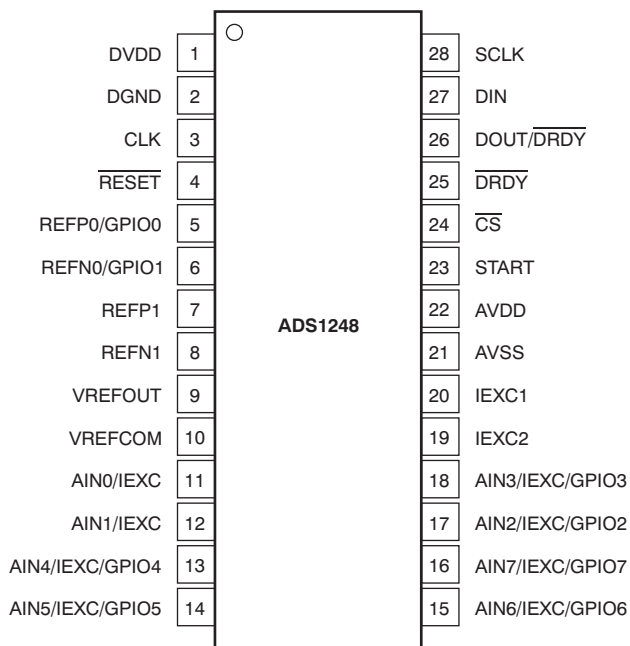 DVDD 1
DGND 2
CLK 3
RESET 4
REFP0/GPIO0 5
REFN0/GPIO1 6
REFP1 7
REFN1 8
VREFOUT 9
VREFCOM 10
AIN0/IEXC 11
AIN1/IEXC 12
AIN4/IEXC/GPIO4 13
AIN5/IEXC/GPIO5 14
ADS1248
28 SCLK
27 DIN
26 DOUT/DRDY
25 DRDY
24 CS
23 START
22 AVDD
21 AVSS
20 IEXC1
19 IEXC2
18 AIN3/IEXC/GPIO3
17 AIN2/IEXC/GPIO2
16 AIN7/IEXC/GPIO7
15 AIN6/IEXC/GPIO6